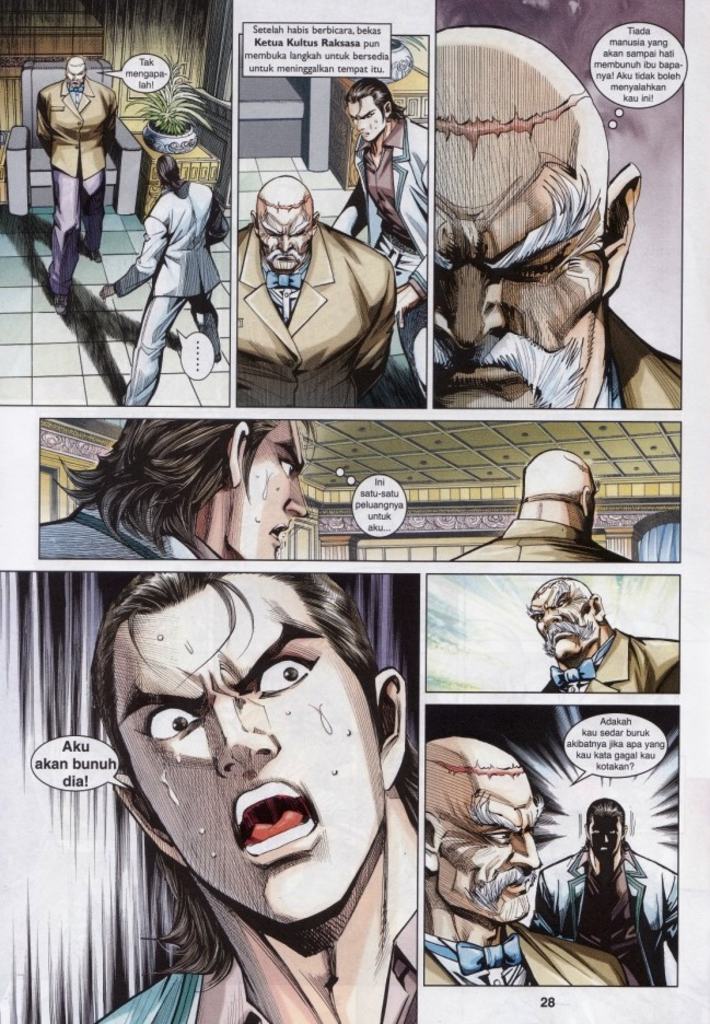 Tak
mengapa-
lah!
......
Setelah habis berbicara, bekas
Ketua Kultus Raksasa pun
membuka langkah untuk bersedia
untuk meninggalkan tempat itu.
Tiada
manusia yang
akan sampai hati
membunuh ibu bapa-
nya! Aku tidak boleh
menyalahkan
kau ini!
Ini
satu-satu
peluangnya
untuk
aku...
Aku
akan bunuh
dia!
Adakah
kau sedar buruk
akibatnya jika apa yang
kau kata gagal kau
kotakan?
28